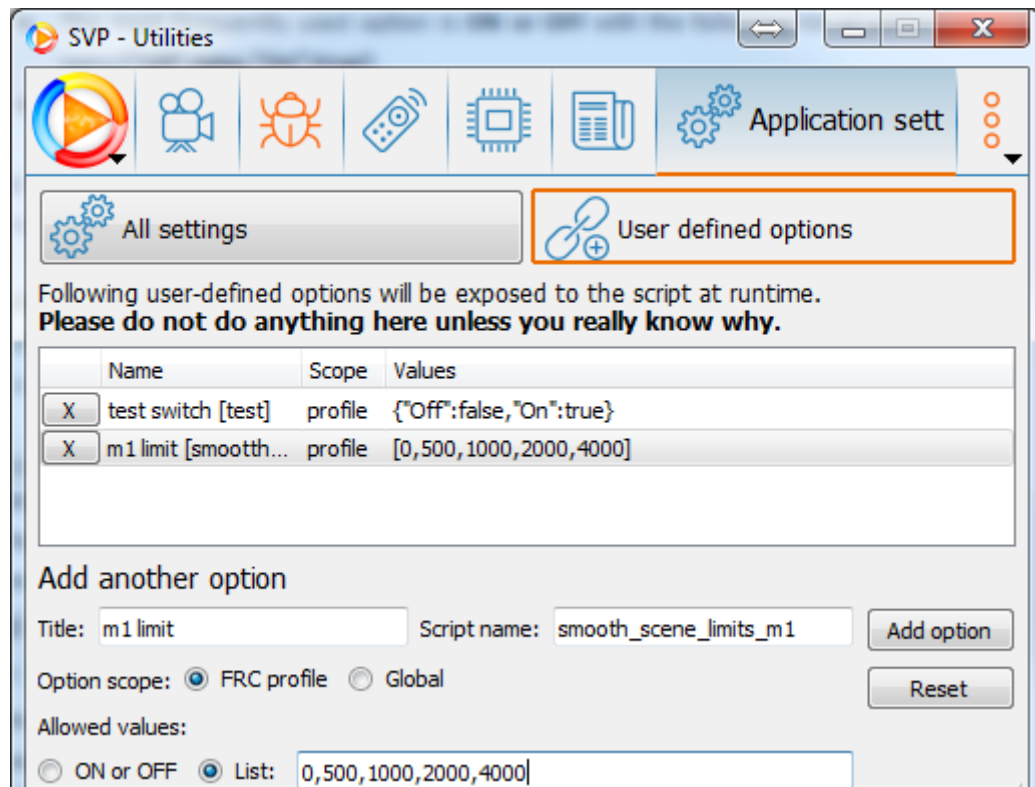 SVP - Utilities
Application sett
All settings
User defined options
Following user-defined options will be exposed to the script at runtime.
Please do not do anything here unless you really know why.
Name Scope Values
X test switch [test] profile {"Off":false,"On":true}
X m1 limit [smootth... profile [0,500,1000,2000,4000]
Add another option
Title: m1 limit Script name: smooth_scene_limits_m1 Add option
Option scope: FRC profile Global Reset
Allowed values:
ON or OFF List: 0,500,1000,2000,4000